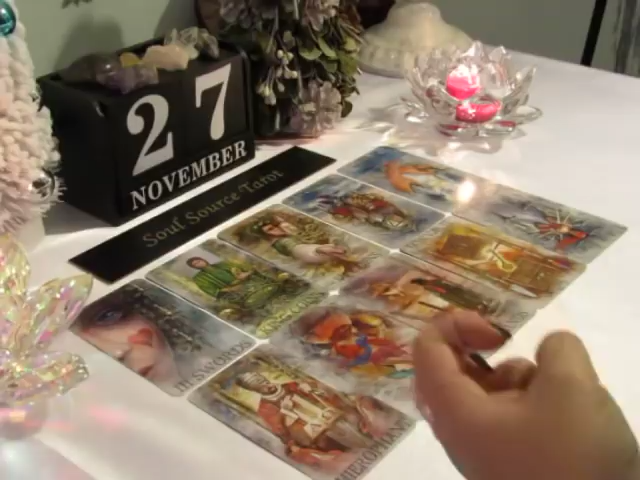 27
NOVEMBER
Soul Source Tarot
III SWORDS
HIEROPHANT